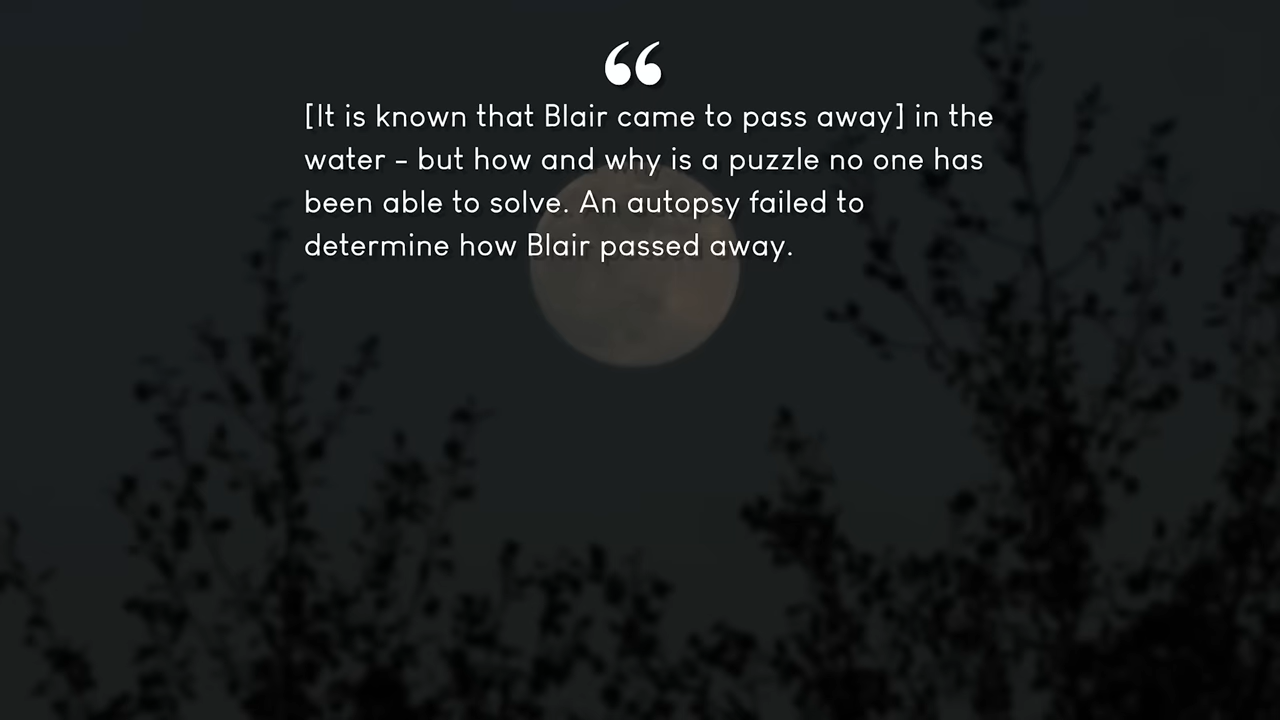 “
[It is known that Blair came to pass away] in the
water - but how and why is a puzzle no one has
been able to solve. An autopsy failed to
determine how Blair passed away.